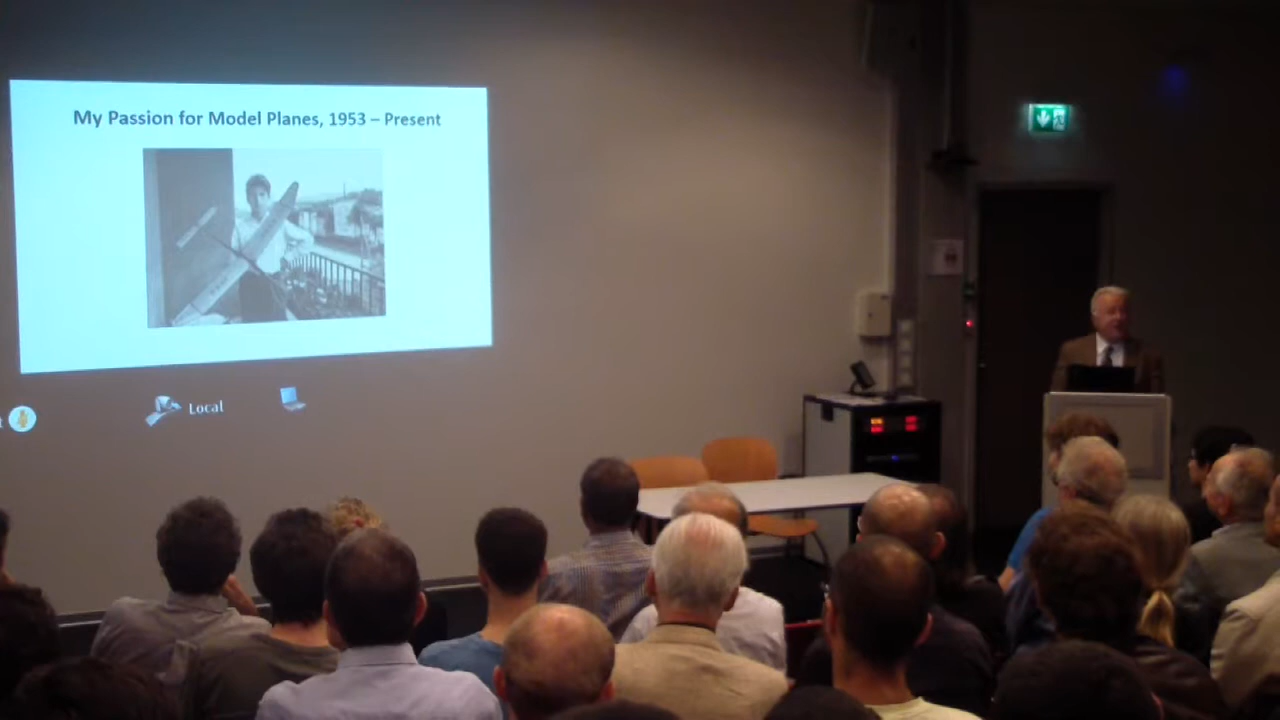 My Passion for Model Planes, 1953 – Present
Local